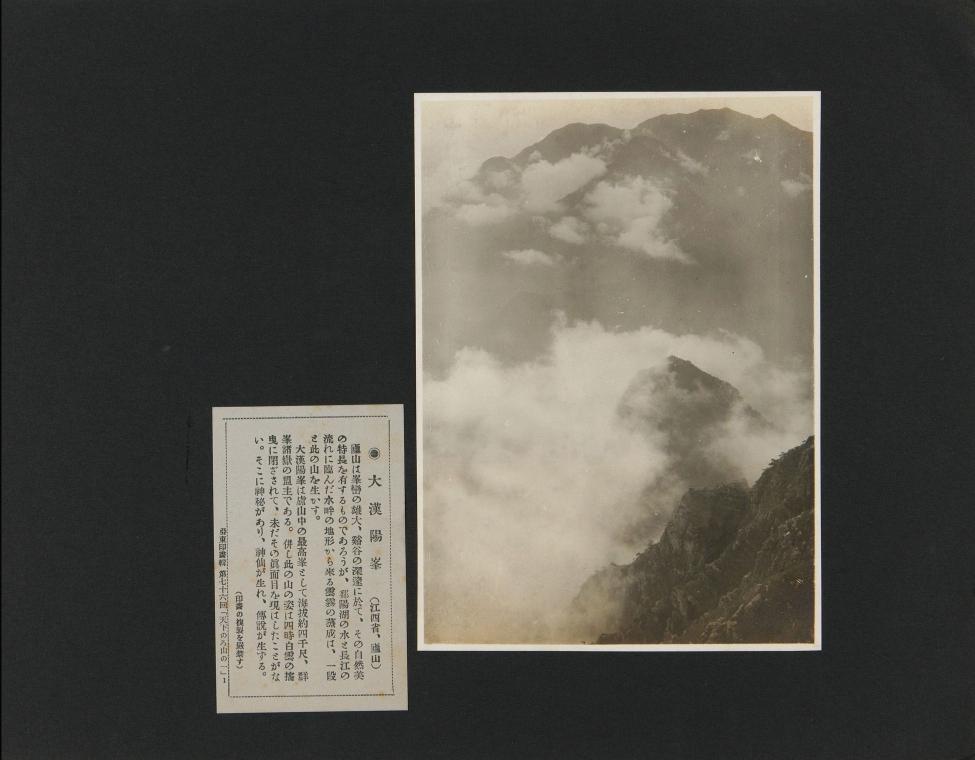 ◉大漢陽峯（江西省、廬山）
廬山は峯巒の雄大、谿谷の深邃に於て、その自然美
の特長を有するものであろうが、鄱陽湖の水と長江の
流れに臨んだ水畔の地形から來る雲霧の蒸成は、一段
と此の山を生かす。
大漢陽峯は廬山中の最高峯として海拔約四千尺、群
峯諸嶽の盟主である。併し此の山の姿は四時白雲の搖
曳に閉ざされて、未だその眞面目を現はしたことがな
い。そこに神秘があり、神仙が生れ、傳説が生する。
（印畫の複製を嚴禁す）
亞東印畫輯 第七十六回「天下の名山の一」1